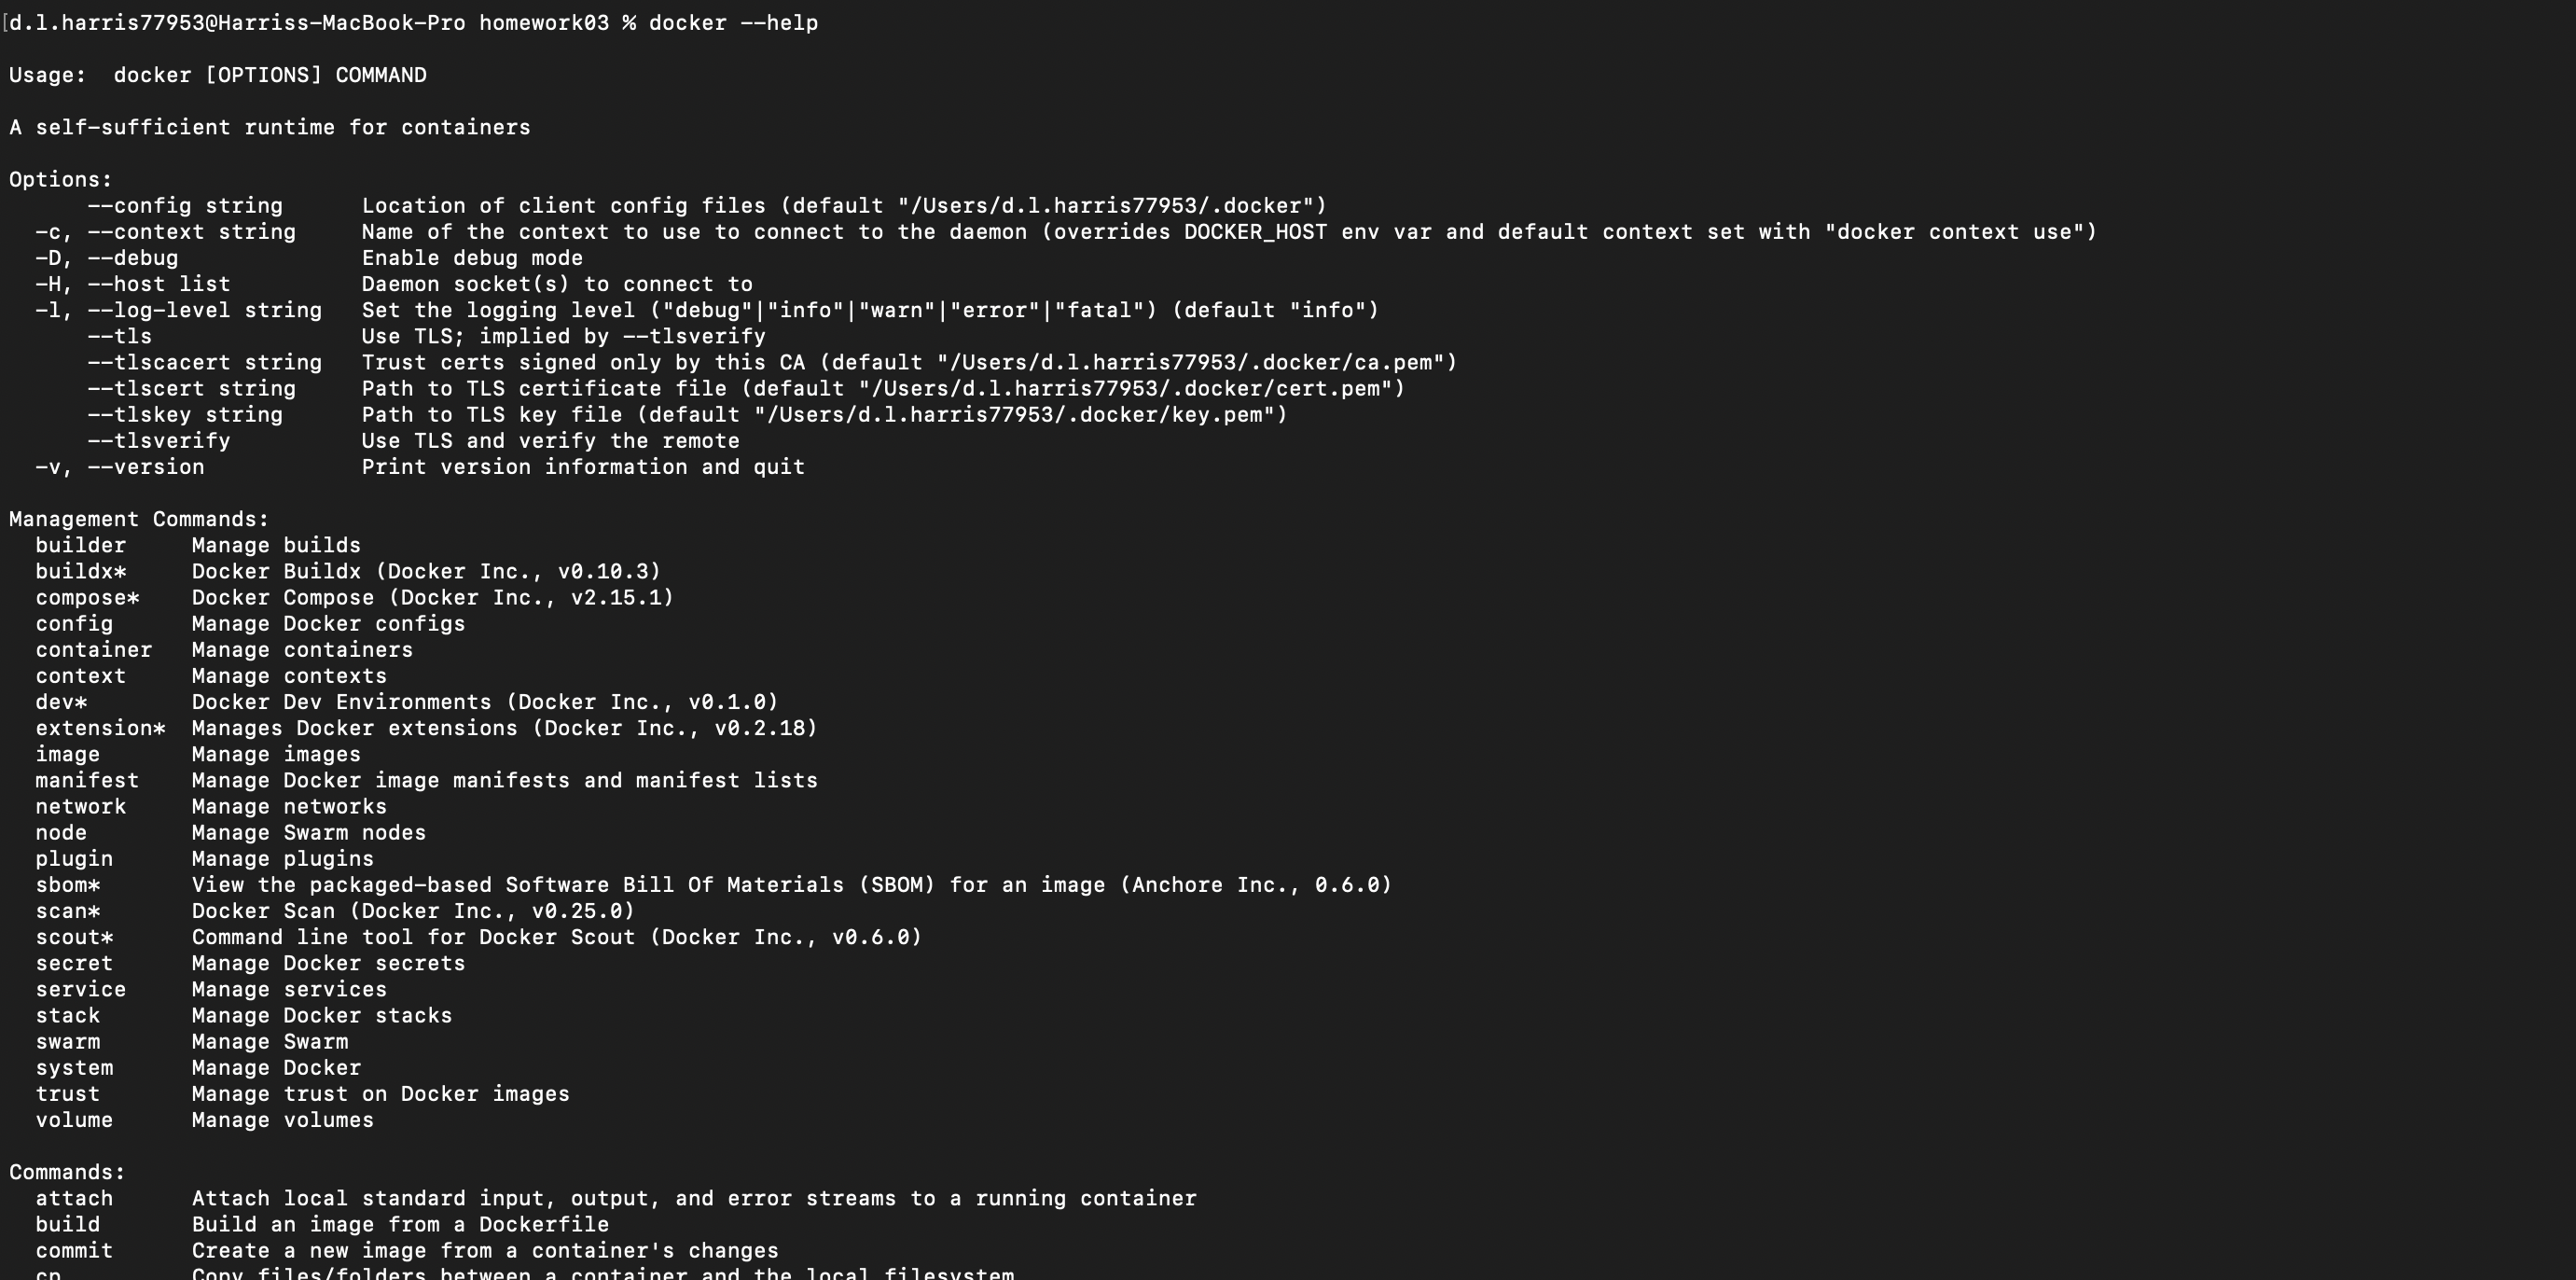 [d.l.harris77953@Harriss-MacBook-Pro homework03 % docker --help
Usage:  docker [OPTIONS] COMMAND
A self-sufficient runtime for containers
Options:
      --config string      Location of client config files (default "/Users/d.l.harris77953/.docker")
  -c, --context string     Name of the context to use to connect to the daemon (overrides DOCKER_HOST env var and default context set with "docker context use")
  -D, --debug              Enable debug mode
  -H, --host list          Daemon socket(s) to connect to
  -l, --log-level string   Set the logging level ("debug"|"info"|"warn"|"error"|"fatal") (default "info")
      --tls                Use TLS; implied by --tlsverify
      --tlscacert string   Trust certs signed only by this CA (default "/Users/d.l.harris77953/.docker/ca.pem")
      --tlscert string     Path to TLS certificate file (default "/Users/d.l.harris77953/.docker/cert.pem")
      --tlskey string      Path to TLS key file (default "/Users/d.l.harris77953/.docker/key.pem")
      --tlsverify          Use TLS and verify the remote
  -v, --version            Print version information and quit
Management Commands:
  builder     Manage builds
  buildx*     Docker Buildx (Docker Inc., v0.10.3)
  compose*    Docker Compose (Docker Inc., v2.15.1)
  config      Manage Docker configs
  container   Manage containers
  context     Manage contexts
  dev*        Docker Dev Environments (Docker Inc., v0.1.0)
  extension*  Manages Docker extensions (Docker Inc., v0.2.18)
  image       Manage images
  manifest    Manage Docker image manifests and manifest lists
  network     Manage networks
  node        Manage Swarm nodes
  plugin      Manage plugins
  sbom*       View the packaged-based Software Bill Of Materials (SBOM) for an image (Anchore Inc., 0.6.0)
  scan*       Docker Scan (Docker Inc., v0.25.0)
  scout*      Command line tool for Docker Scout (Docker Inc., v0.6.0)
  secret      Manage Docker secrets
  service     Manage services
  stack       Manage Docker stacks
  swarm       Manage Swarm
  system      Manage Docker
  trust       Manage trust on Docker images
  volume      Manage volumes
Commands:
  attach      Attach local standard input, output, and error streams to a running container
  build       Build an image from a Dockerfile
  commit      Create a new image from a container's changes
  cp          Copy files/folders between a container and the local filesystem